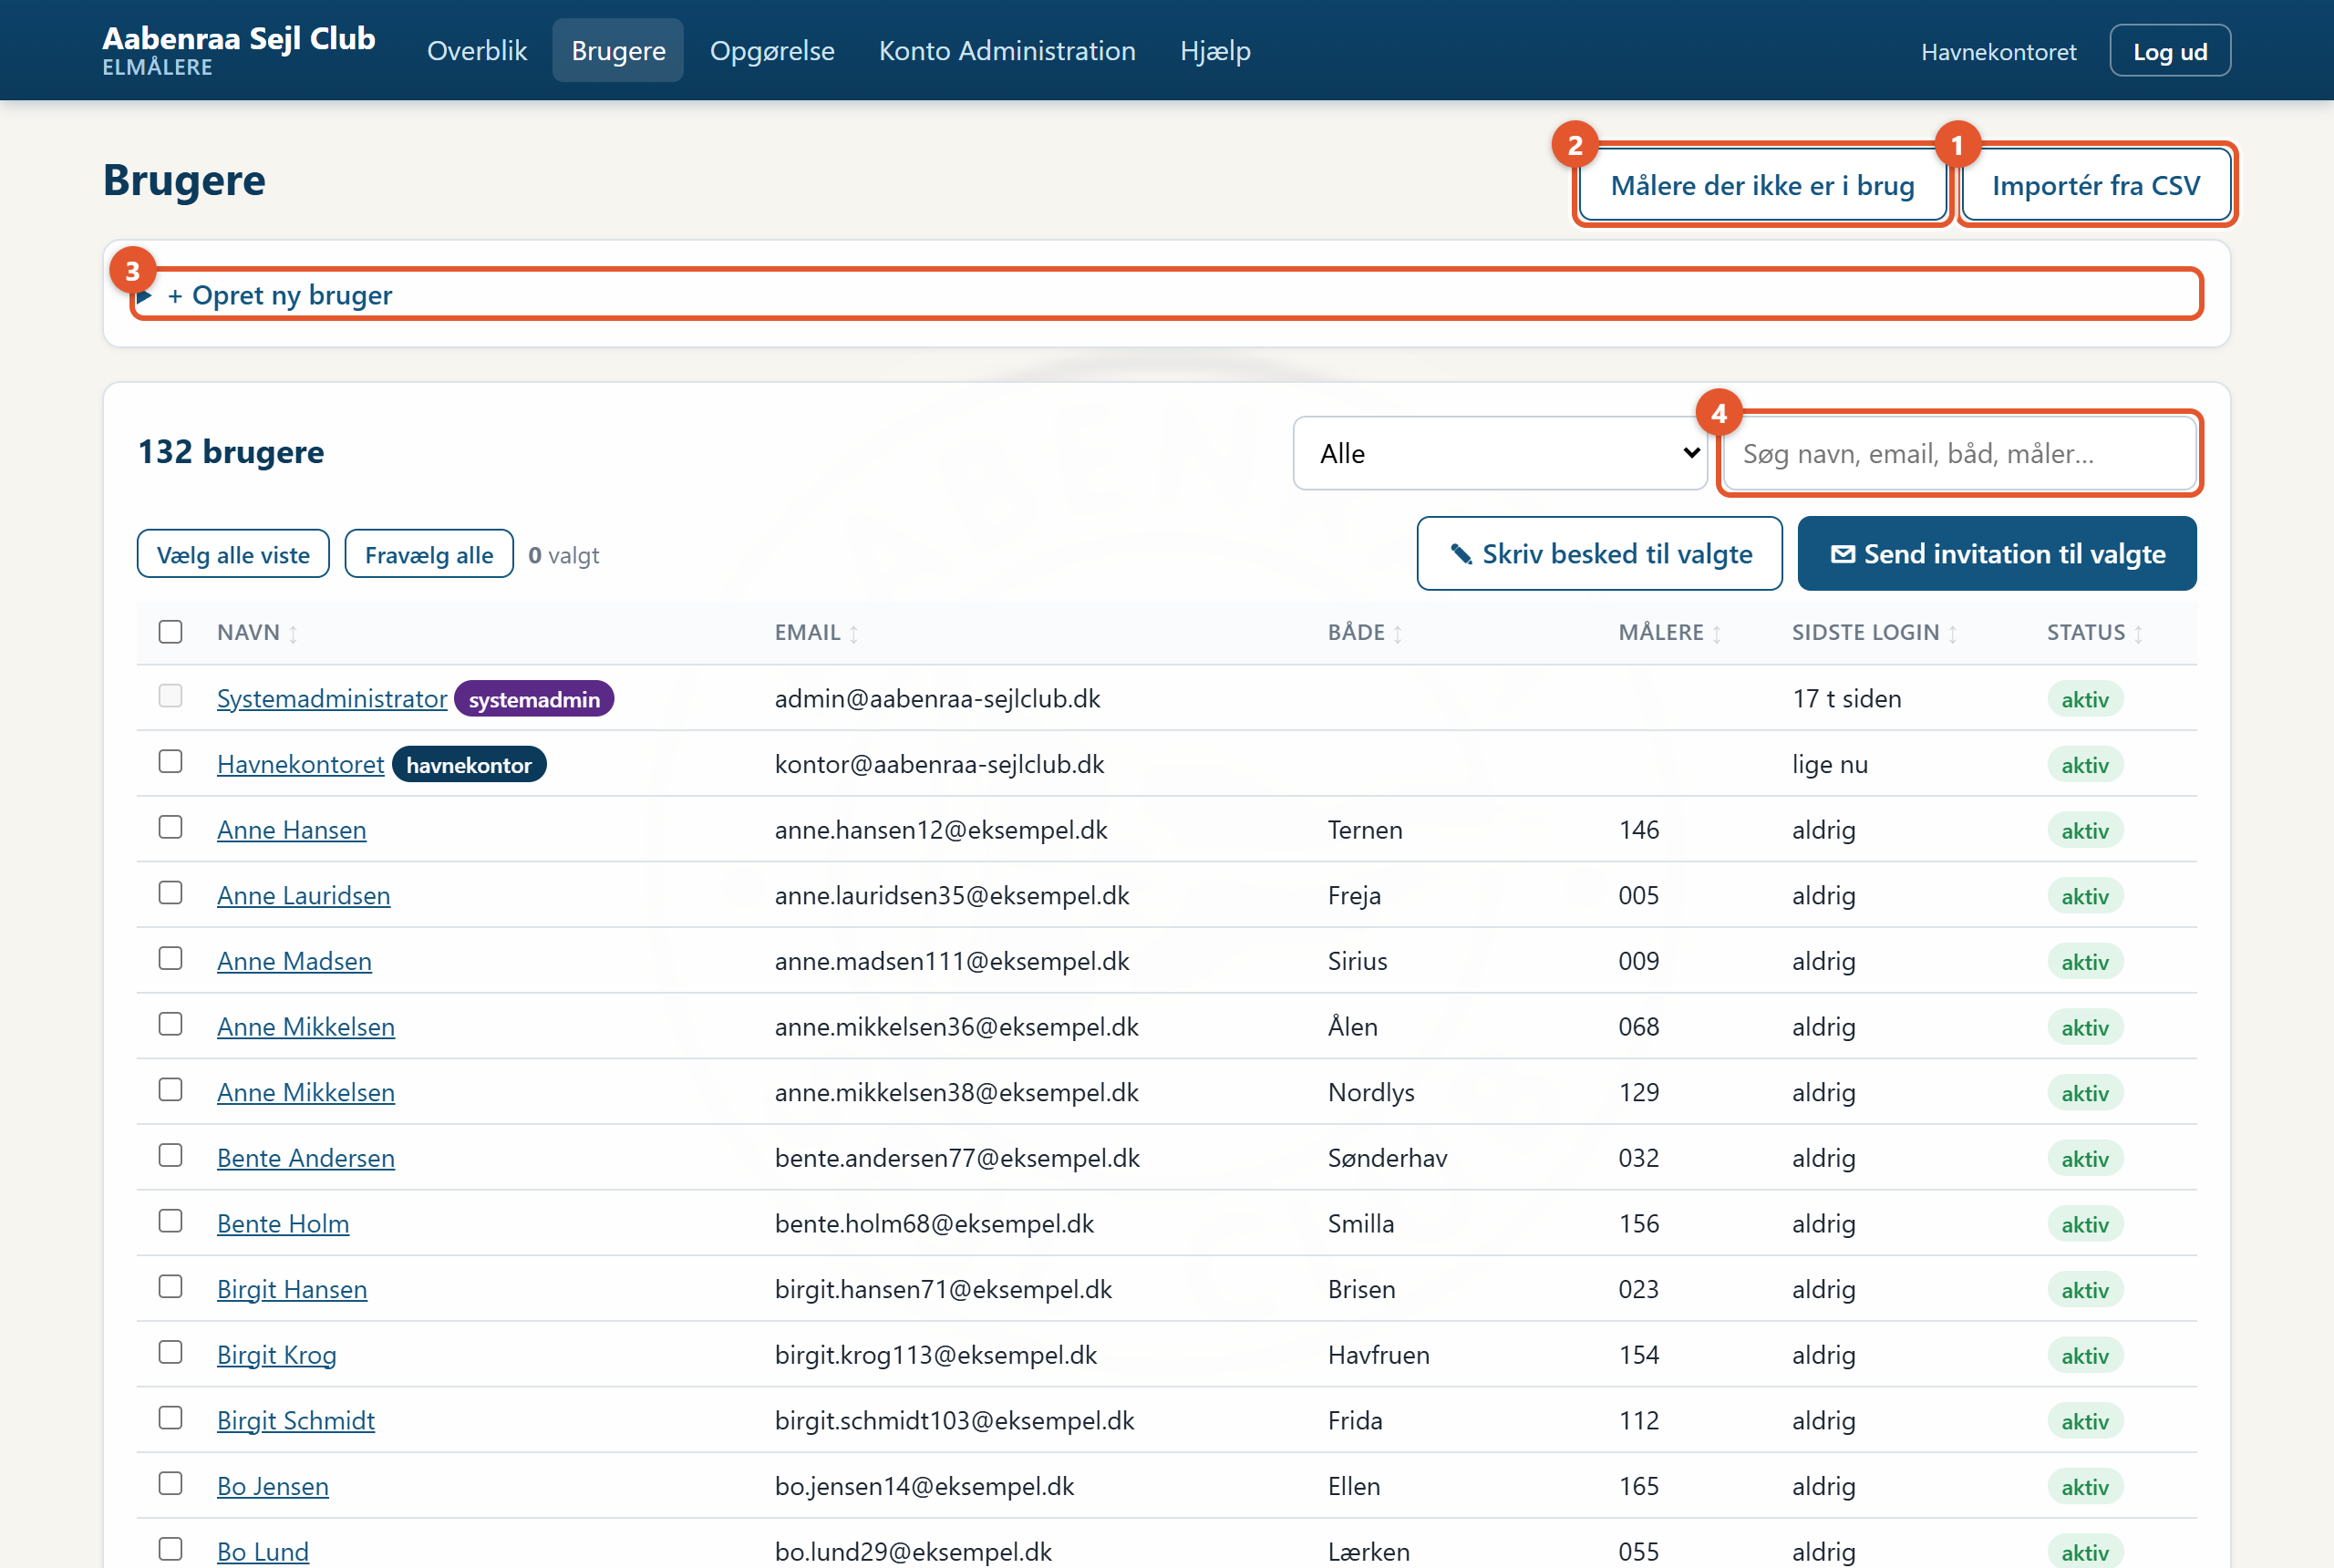 Aabenraa Sejl Club
ELMÅLERE
Overblik Brugere Opgørelse Konto Administration Hjælp
Havnekontoret Log ud
Brugere
2 Målere der ikke er i brug
1 Importér fra CSV
3 + Opret ny bruger
132 brugere
Alle
4 Søg navn, email, båd, måler...
Vælg alle viste Fravælg alle 0 valgt
Skriv besked til valgte Send invitation til valgte
NAVN EMAIL BÅDE MÅLERE SIDSTE LOGIN STATUS
Systemadministrator systemadmin admin@aabenraa-sejlclub.dk 17 t siden aktiv
Havnekontoret havnekontor kontor@aabenraa-sejlclub.dk lige nu aktiv
Anne Hansen anne.hansen12@eksempel.dk Ternen 146 aldrig aktiv
Anne Lauridsen anne.lauridsen35@eksempel.dk Freja 005 aldrig aktiv
Anne Madsen anne.madsen111@eksempel.dk Sirius 009 aldrig aktiv
Anne Mikkelsen anne.mikkelsen36@eksempel.dk Ålen 068 aldrig aktiv
Anne Mikkelsen anne.mikkelsen38@eksempel.dk Nordlys 129 aldrig aktiv
Bente Andersen bente.andersen77@eksempel.dk Sønderhav 032 aldrig aktiv
Bente Holm bente.holm68@eksempel.dk Smilla 156 aldrig aktiv
Birgit Hansen birgit.hansen71@eksempel.dk Brisen 023 aldrig aktiv
Birgit Krog birgit.krog113@eksempel.dk Havfruen 154 aldrig aktiv
Birgit Schmidt birgit.schmidt103@eksempel.dk Frida 112 aldrig aktiv
Bo Jensen bo.jensen14@eksempel.dk Ellen 165 aldrig aktiv
Bo Lund bo.lund29@eksempel.dk Lærken 055 aldrig aktiv